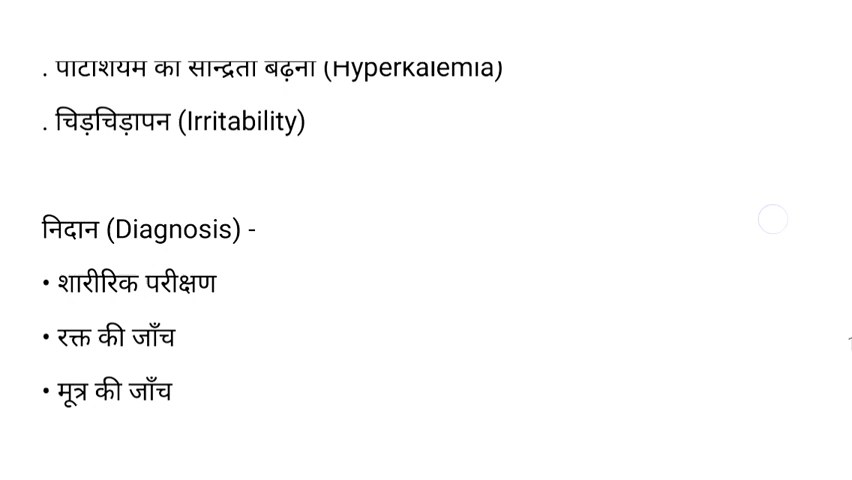 . पोटेशियम की सान्द्रता बढ़ना (Hyperkalemia)
. चिड़चिड़ापन (Irritability)
निदान (Diagnosis) -
• शारीरिक परीक्षण
• रक्त की जाँच
• मूत्र की जाँच